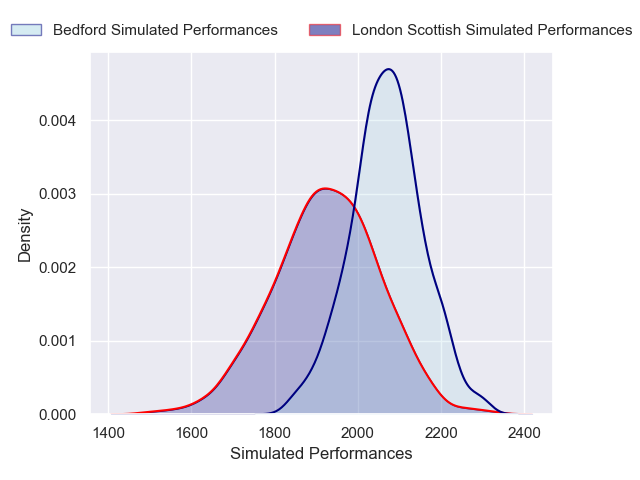 Bedford Simulated Performances
London Scottish Simulated Performances
0.004
0.003
0.002
0.001
0.000
Density
1400 1600 1800 2000 2200 2400
Simulated Performances